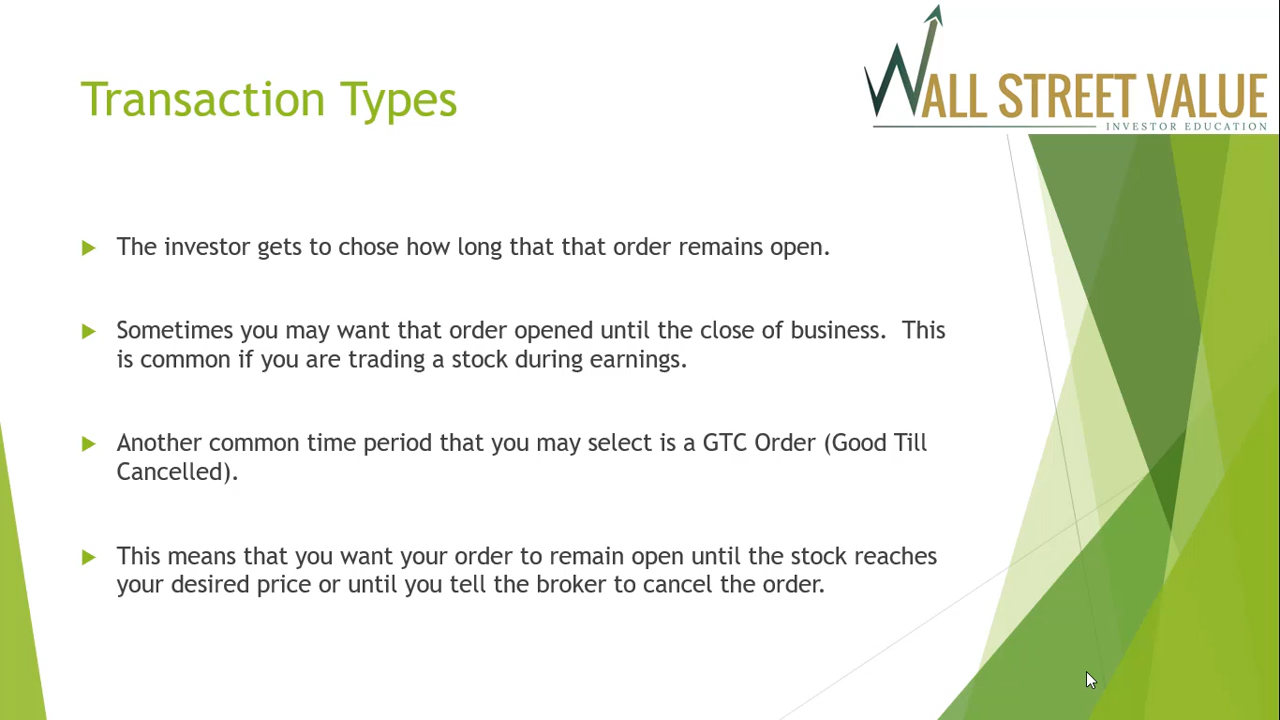 Transaction Types
WALL STREET VALUE
INVESTOR EDUCATION
The investor gets to chose how long that that order remains open.
Sometimes you may want that order opened until the close of business.  This
is common if you are trading a stock during earnings.
Another common time period that you may select is a GTC Order (Good Till
Cancelled).
This means that you want your order to remain open until the stock reaches
your desired price or until you tell the broker to cancel the order.